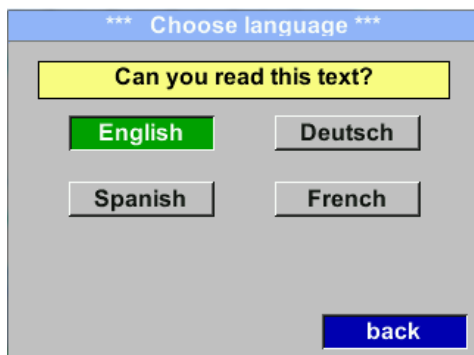 *** Choose language ***
Can you read this text?
English Deutsch
Spanish French
back